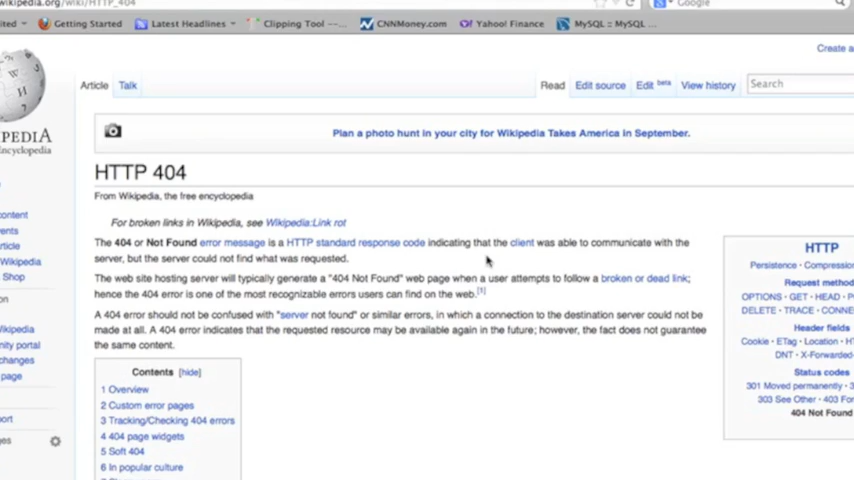 wikipedia.org/wiki/HTTP_404
Google
Getting Started
Latest Headlines
Clipping Tool —...
CNNMoney.com
Yahoo! Finance
MySQL :: MySQL ...
Create a
Article
Talk
Read
Edit source
Edit beta
View history
Search
Plan a photo hunt in your city for Wikipedia Takes America in September.
HTTP 404
From Wikipedia, the free encyclopedia
For broken links in Wikipedia, see Wikipedia:Link rot
The 404 or Not Found error message is a HTTP standard response code indicating that the client was able to communicate with the
server, but the server could not find what was requested.
The web site hosting server will typically generate a "404 Not Found" web page when a user attempts to follow a broken or dead link;
hence the 404 error is one of the most recognizable errors users can find on the web.[1]
A 404 error should not be confused with "server not found" or similar errors, in which a connection to the destination server could not be
made at all. A 404 error indicates that the requested resource may be available again in the future; however, the fact does not guarantee
the same content.
Contents [hide]
1 Overview
2 Custom error pages
3 Tracking/Checking 404 errors
4 404 page widgets
5 Soft 404
6 In popular culture
HTTP
Persistence · Compressio
Request method
OPTIONS · GET · HEAD · P
DELETE · TRACE · CONNE
Header fields
Cookie · ETag · Location · H
DNT · X-Forwarded-
Status codes
301 Moved permanently · 3
303 See Other · 403 For
404 Not Found
PEDIA
ncyclopedia
ontent
vents
rticle
Wikipedia
Shop
on
ikipedia
nity portal
changes
page
ort
es